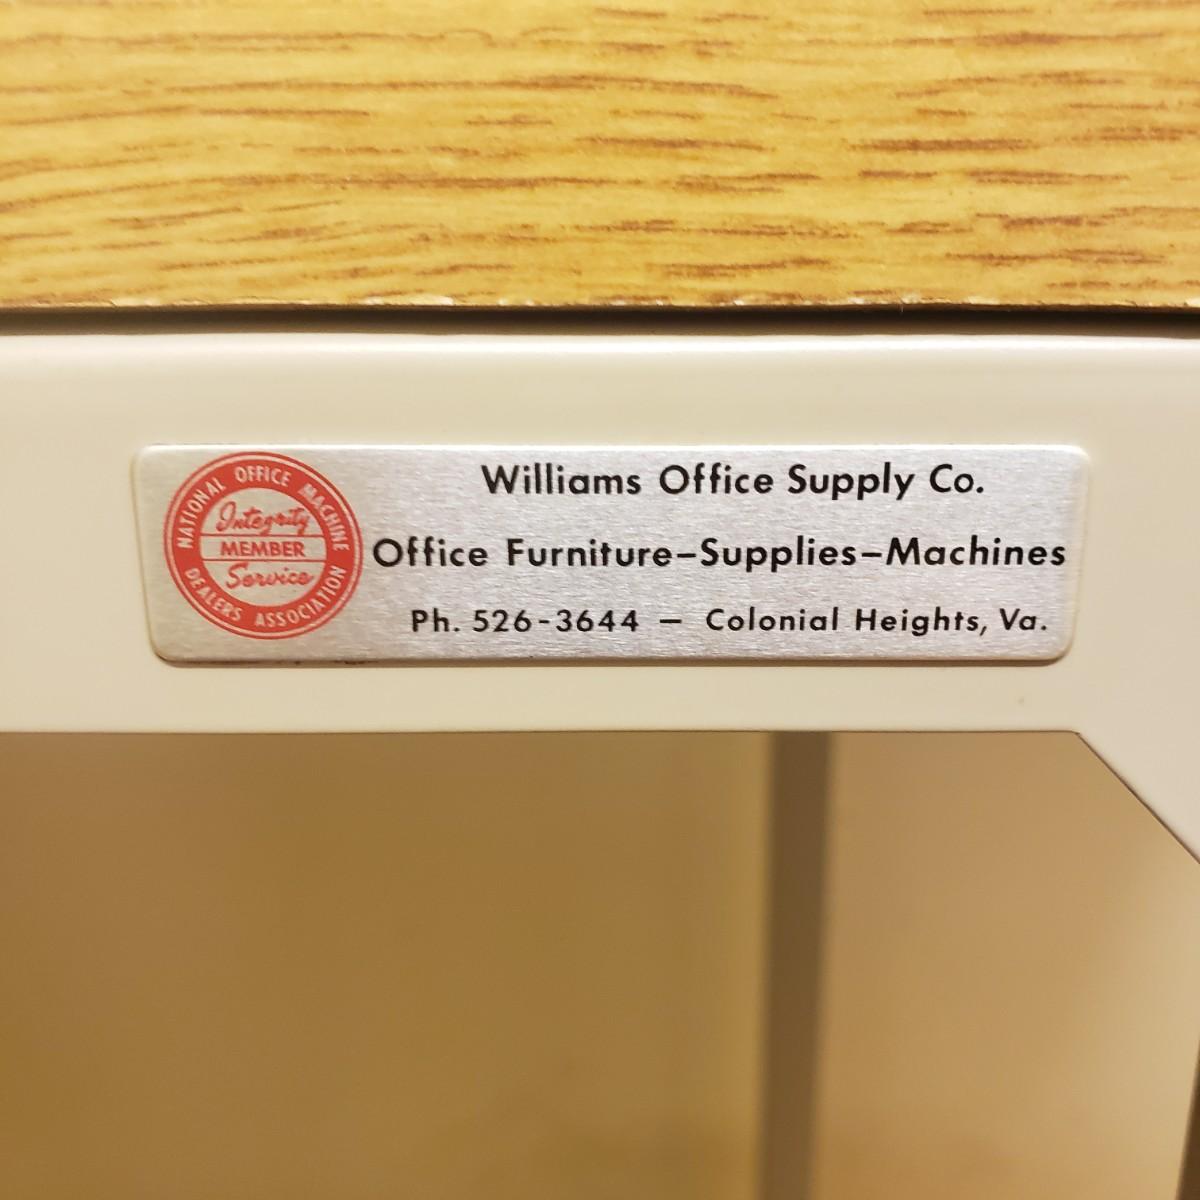 NATIONAL OFFICE MACHINE
DEALERS ASSOCIATION
Integrity
MEMBER
Service
Williams Office Supply Co.
Office Furniture-Supplies-Machines
Ph. 526-3644 - Colonial Heights, Va.